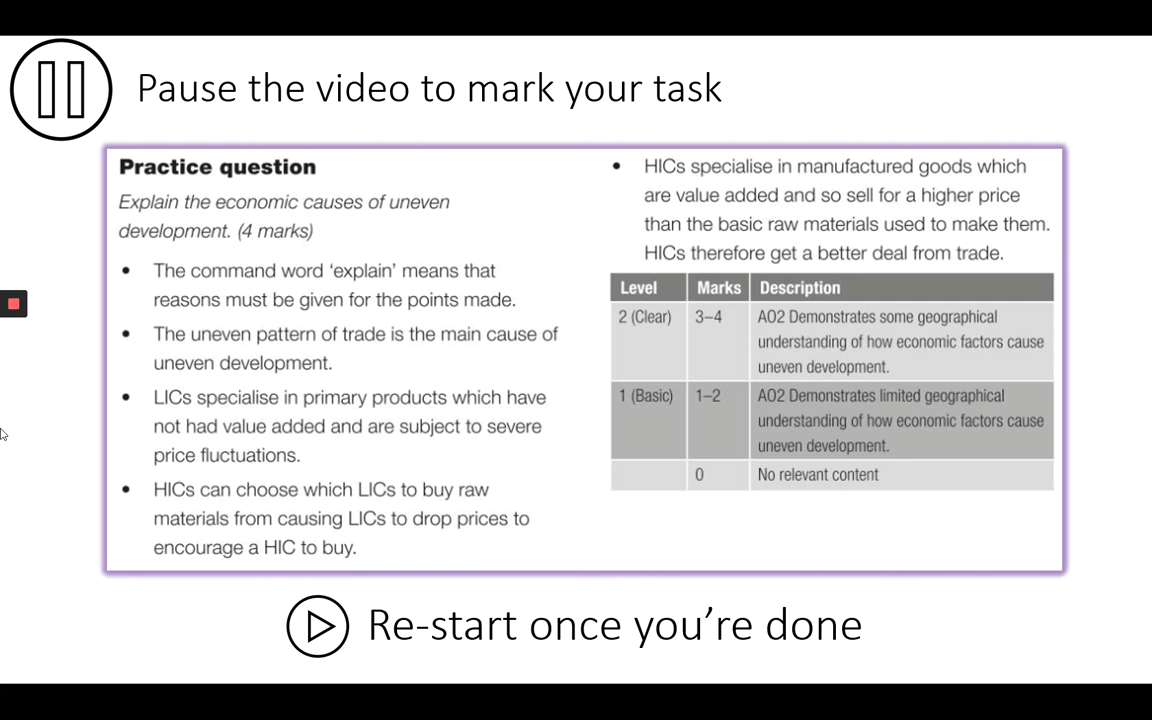 Pause the video to mark your task
Practice question
Explain the economic causes of uneven
development. (4 marks)
• The command word ‘explain’ means that
reasons must be given for the points made.
• The uneven pattern of trade is the main cause of
uneven development.
• LICs specialise in primary products which have
not had value added and are subject to severe
price fluctuations.
• HICs can choose which LICs to buy raw
materials from causing LICs to drop prices to
encourage a HIC to buy.
• HICs specialise in manufactured goods which
are value added and so sell for a higher price
than the basic raw materials used to make them.
HICs therefore get a better deal from trade.
Level Marks Description
2 (Clear) 3–4 AO2 Demonstrates some geographical
understanding of how economic factors cause
uneven development.
1 (Basic) 1–2 AO2 Demonstrates limited geographical
understanding of how economic factors cause
uneven development.
0 No relevant content
Re-start once you’re done